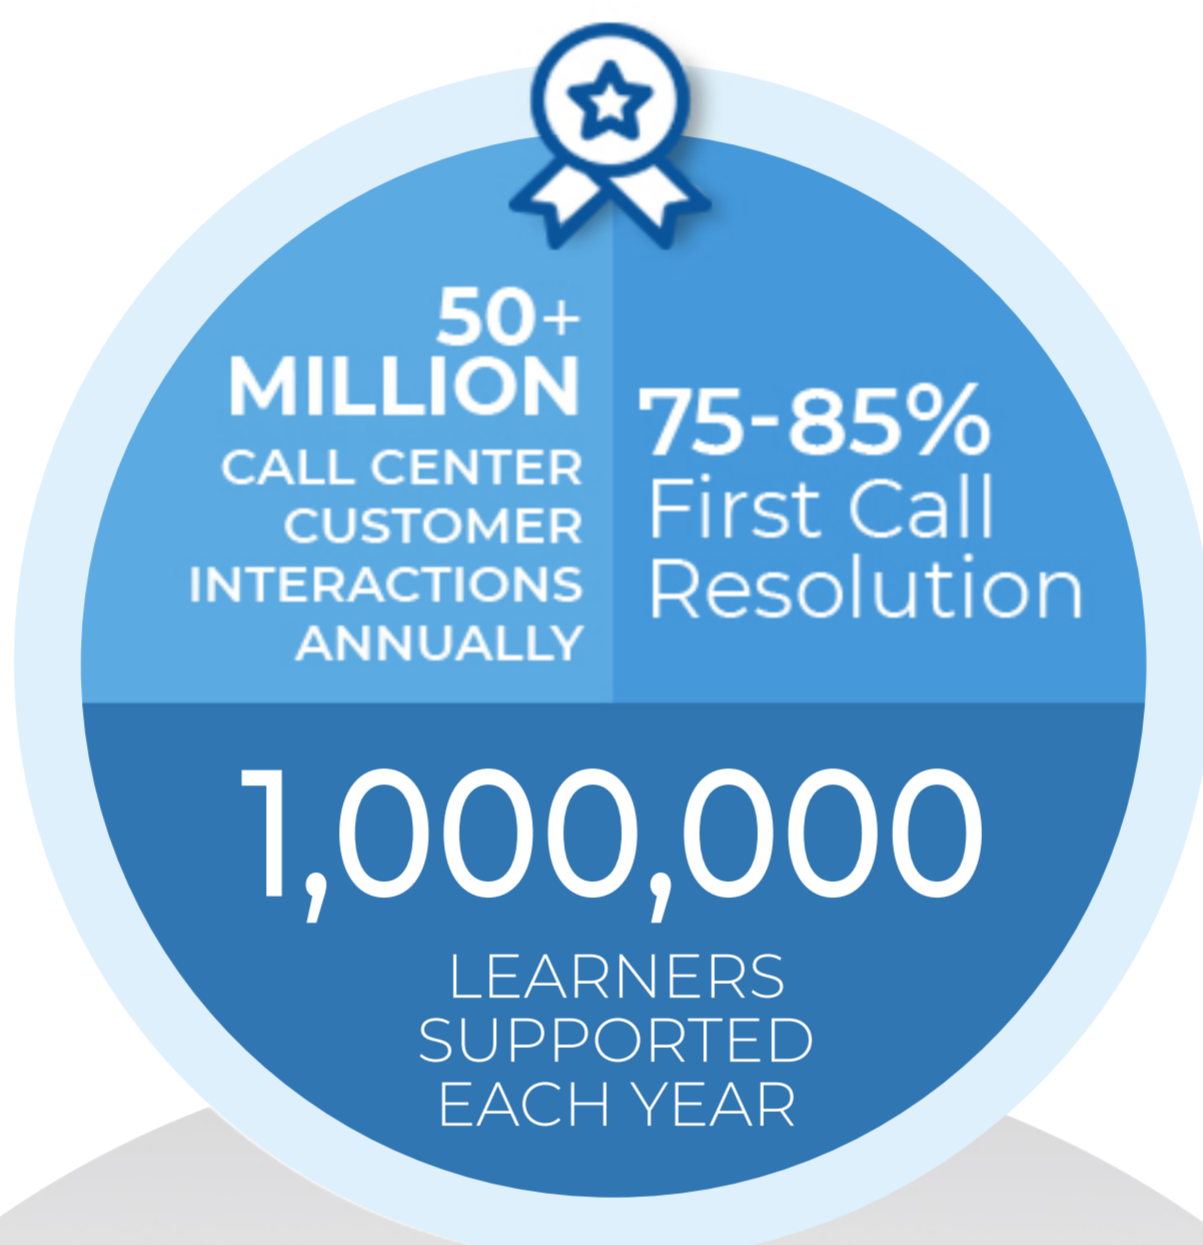 50+
MILLION
CALL CENTER
CUSTOMER
INTERACTIONS
ANNUALLY
75-85%
First Call
Resolution
1,000,000
LEARNERS
SUPPORTED
EACH YEAR